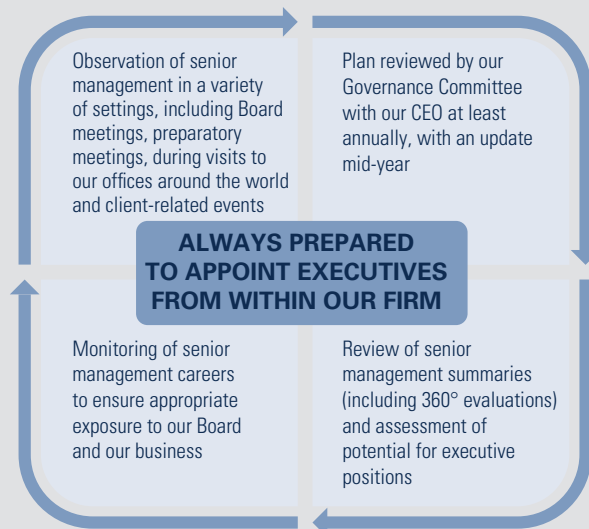 Observation of senior
management in a variety
of settings, including Board
meetings, preparatory
meetings, during visits to
our offices around the world
and client-related events
Plan reviewed by our
Governance Committee
with our CEO at least
annually, with an update
mid-year
ALWAYS PREPARED
TO APPOINT EXECUTIVES
FROM WITHIN OUR FIRM
Monitoring of senior
management careers
to ensure appropriate
exposure to our Board
and our business
Review of senior
management summaries
(including 360° evaluations)
and assessment of
potential for executive
positions